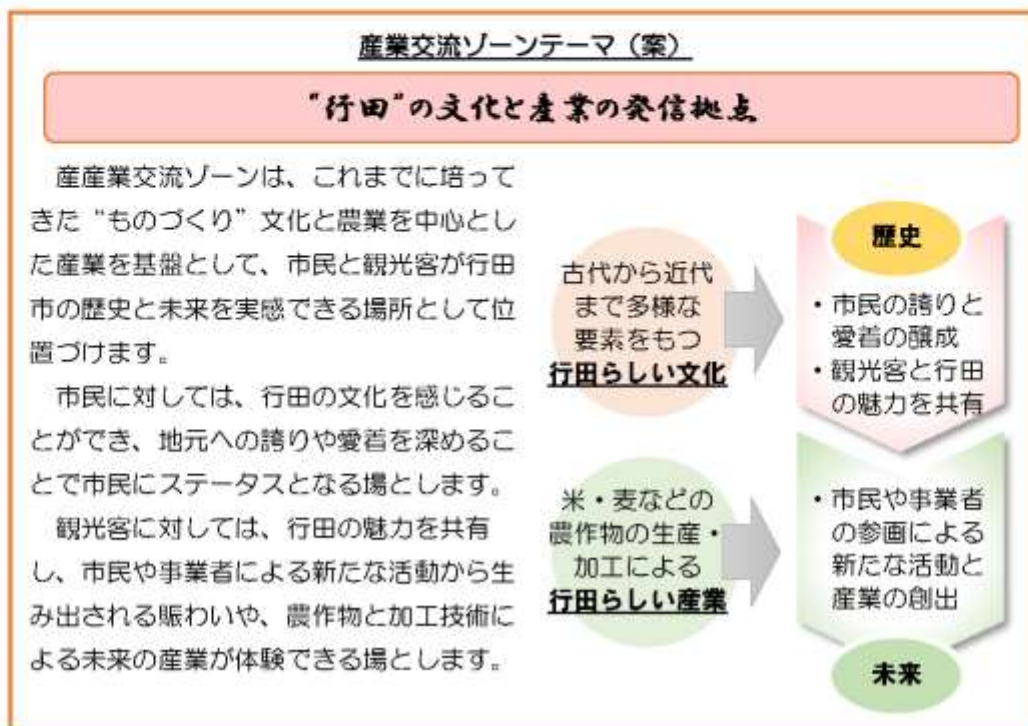 産業交流ゾーンテーマ（案）
“行田”の文化と産業の発信拠点
産産業交流ゾーンは、これまでに培って
きた“ものづくり”文化と農業を中心とし
た産業を基盤として、市民と観光客が行田
市の歴史と未来を実感できる場所として位
置づけます。
市民に対しては、行田の文化を感じるこ
とができ、地元への誇りや愛着を深めるこ
とで市民にステータスとなる場とします。
観光客に対しては、行田の魅力を共有
し、市民や事業者による新たな活動から生
み出される賑わいや、農作物と加工技術に
よる未来の産業が体験できる場とします。
古代から近代
まで多様な
要素をもつ
行田らしい文化
歴史
・市民の誇りと
愛着の醸成
・観光客と行田
の魅力を共有
米・麦などの
農作物の生産・
加工による
行田らしい産業
・市民や事業者
の参画による
新たな活動と
産業の創出
未来